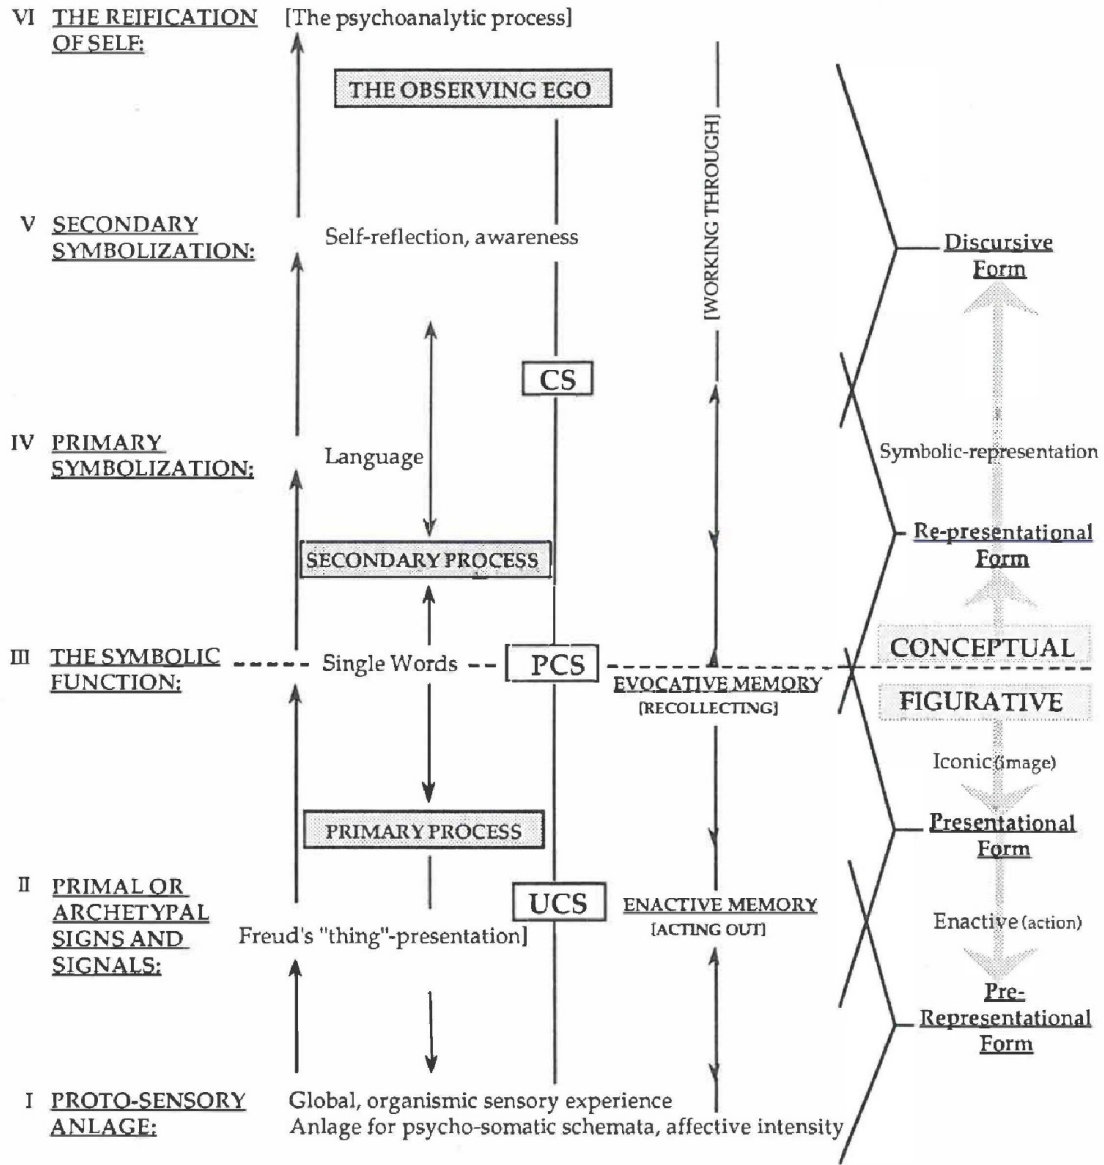 VI THE REIFICATION [The psychoanalytic process]
OF SELF:
THE OBSERVING EGO
[WORKING THROUGH]
V SECONDARY
SYMBOLIZATION:
Self-reflection, awareness
Discursive
Form
CS
IV PRIMARY
SYMBOLIZATION:
Language
Symbolic-representation
SECONDARY PROCESS
Re-presentational
Form
CONCEPTUAL
III THE SYMBOLIC
FUNCTION:
Single Words
PCS
EVOCATIVE MEMORY
[RECOLLECTING]
FIGURATIVE
Iconic (image)
PRIMARY PROCESS
Presentational
Form
II PRIMAL OR
ARCHETYPAL
SIGNS AND
SIGNALS:
UCS
Freud's "thing"-presentation]
ENACTIVE MEMORY
[ACTING OUT]
Enactive (action)
Pre-
Representational
Form
I PROTO-SENSORY
ANLAGE:
Global, organismic sensory experience
Anlage for psycho-somatic schemata, affective intensity